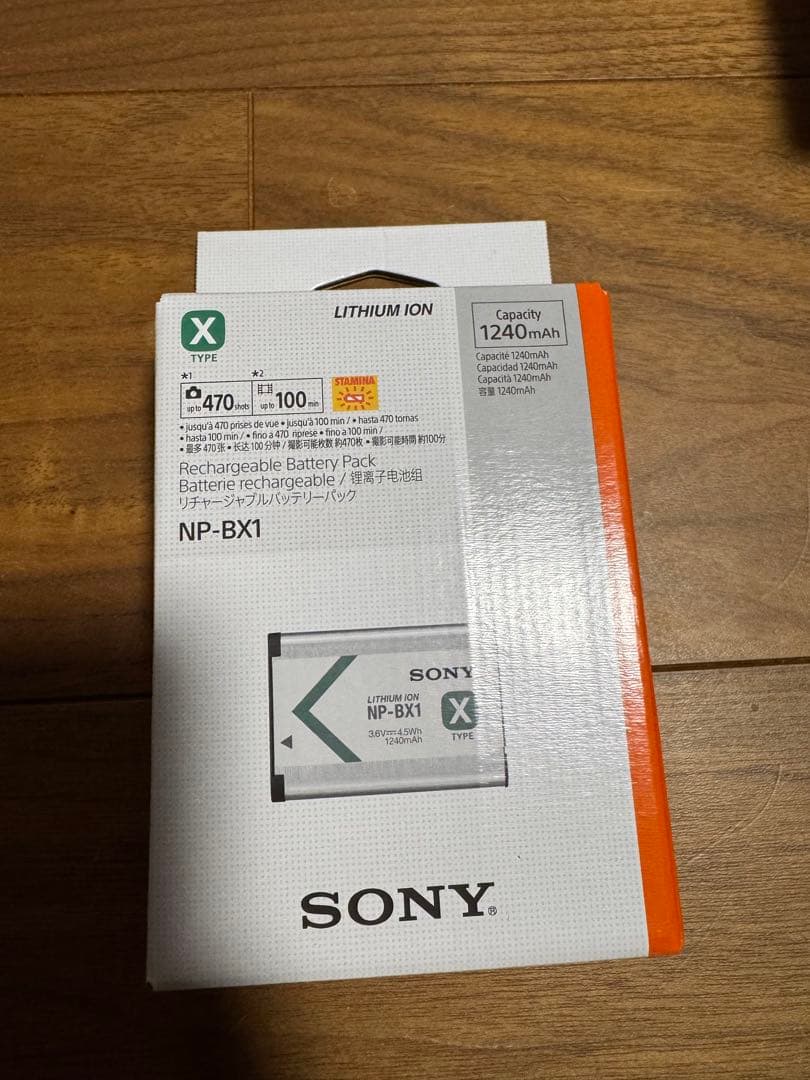 LITHIUM ION
X
TYPE
*1 *2
up to 470 shots up to 100 min STAMINA
• jusqu'à 470 prises de vue • jusqu'à 100 min / • hasta 470 tomas
• hasta 100 min / • fino a 470 riprese • fino a 100 min /
• 最多 470 张 • 长达 100 分钟 / 撮影可能枚数 約470枚 • 撮影可能時間 約100分
Rechargeable Battery Pack
Batterie rechargeable / 锂离子电池组
リチャージャブルバッテリーパック
NP-BX1
Capacity
1240mAh
Capacité 1240mAh
Capacidad 1240mAh
Capacità 1240mAh
容量 1240mAh
SONY
LITHIUM ION
NP-BX1
X
3.6V 4.5Wh
1240mAh
TYPE
SONY®